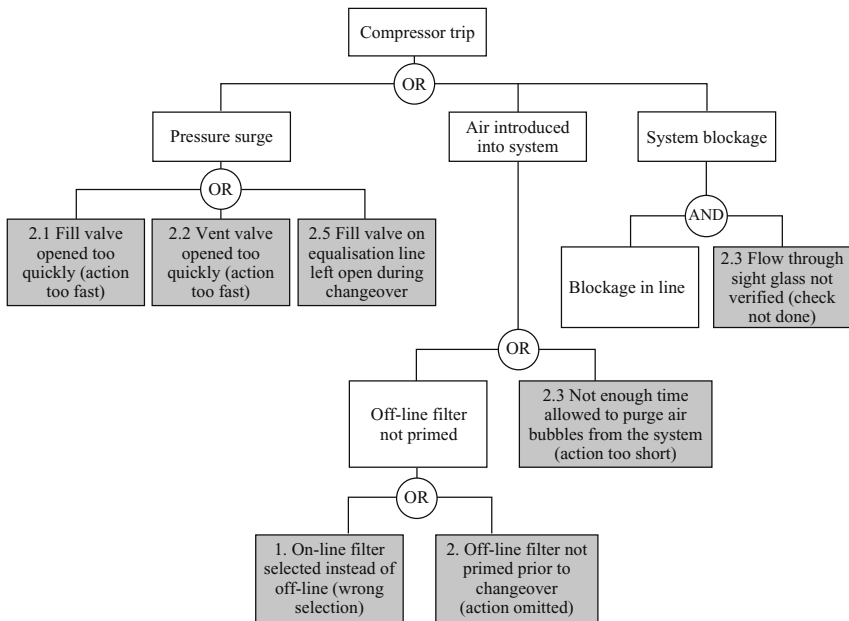 Compressor trip
OR
Pressure surge
Air introduced
into system
System blockage
OR
AND
2.1 Fill valve
opened too
quickly (action
too fast)
2.2 Vent valve
opened too
quickly (action
too fast)
2.5 Fill valve on
equalisation line
left open during
changeover
Blockage in line
2.3 Flow through
sight glass not
verified (check
not done)
OR
Off-line filter
not primed
2.3 Not enough time
allowed to purge air
bubbles from the system
(action too short)
OR
1. On-line filter
selected instead of
off-line (wrong
selection)
2. Off-line filter not
primed prior to
changeover
(action omitted)